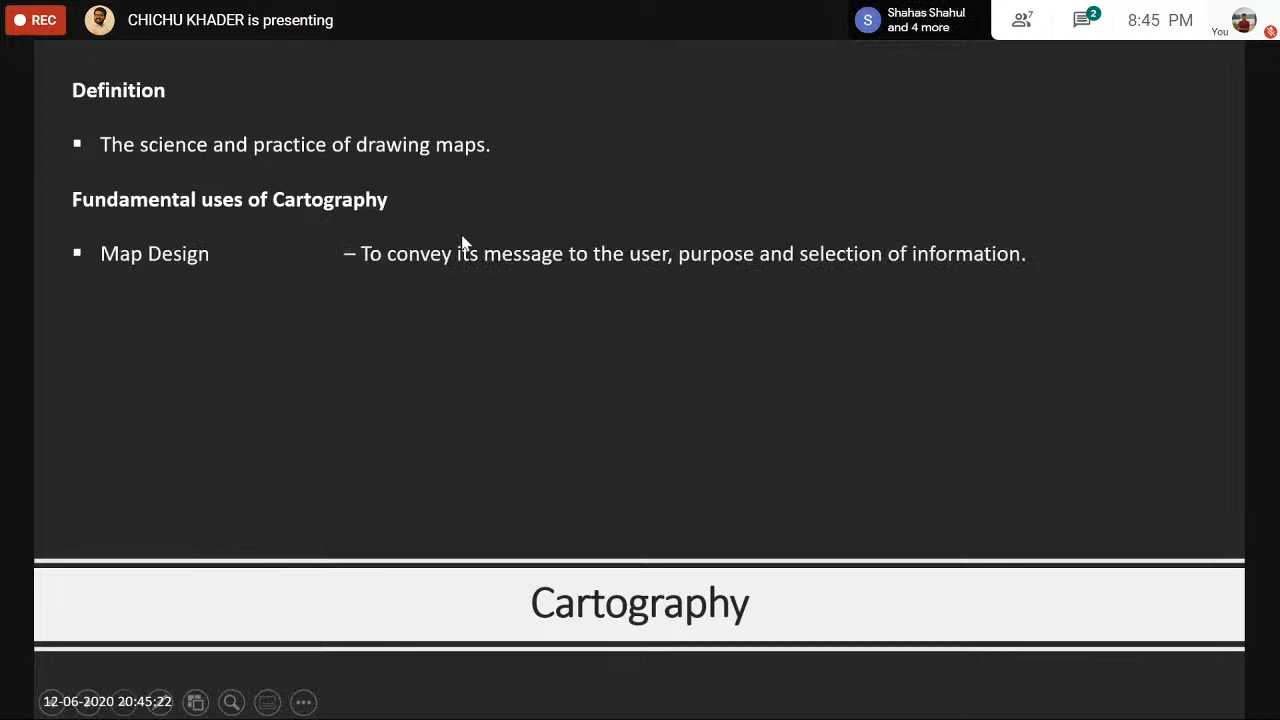 REC
CHICHU KHADER is presenting
S
Shahas Shahul
and 4 more
7
2
8:45 PM
You
Definition
▪ The science and practice of drawing maps.
Fundamental uses of Cartography
▪ Map Design – To convey its message to the user, purpose and selection of information.
Cartography
12-06-2020 20:45:22